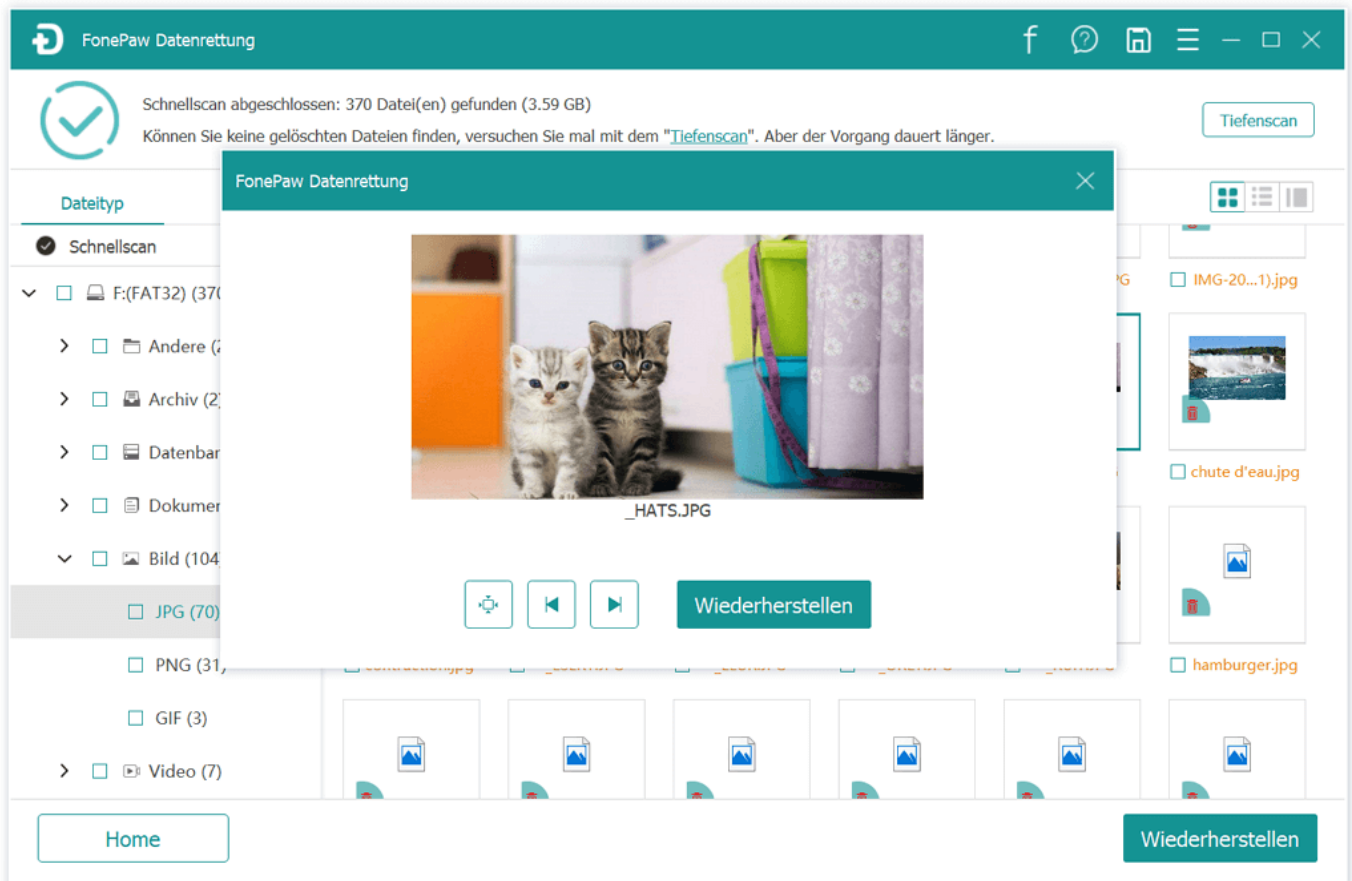 FonePaw Datenrettung
Schnellscan abgeschlossen: 370 Datei(en) gefunden (3.59 GB)
Können Sie keine gelöschten Dateien finden, versuchen Sie mal mit dem "Tiefenscan". Aber der Vorgang dauert länger.
Tiefenscan
FonePaw Datenrettung
Dateityp
Schnellscan
F:(FAT32) (370
Andere (2
Archiv (2)
Datenban
Dokumen
Bild (104)
JPG (70)
PNG (31)
GIF (3)
Video (7)
_HATS.JPG
Wiederherstellen
IMG-20...1).jpg
chute d'eau.jpg
hamburger.jpg
Home
Wiederherstellen